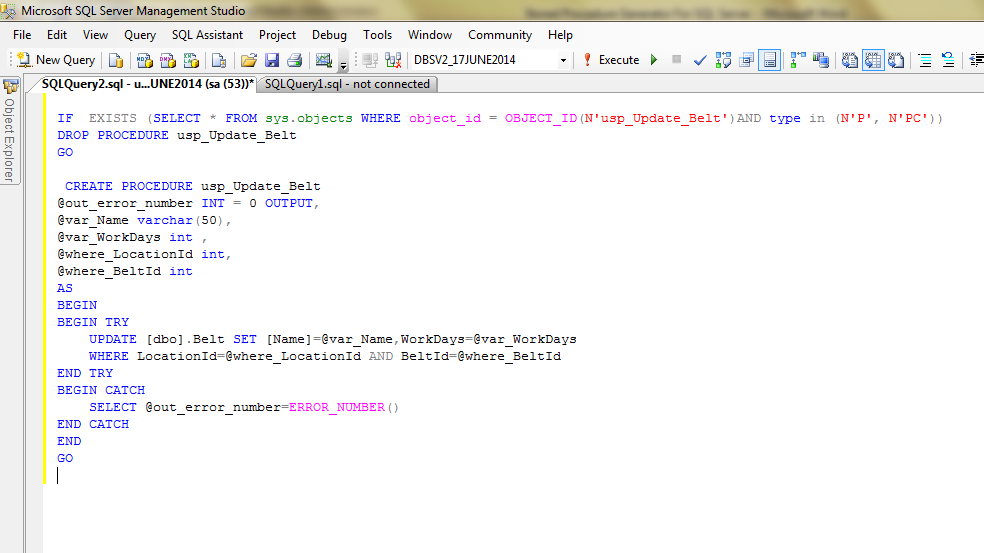 Microsoft SQL Server Management Studio
File Edit View Query SQL Assistant Project Debug Tools Window Community Help
New Query DBSV2_17JUNE2014 Execute
SQLQuery2.sql - u...UNE2014 (sa (53))* SQLQuery1.sql - not connected
Object Explorer
IF  EXISTS (SELECT * FROM sys.objects WHERE object_id = OBJECT_ID(N'usp_Update_Belt')AND type in (N'P', N'PC'))
DROP PROCEDURE usp_Update_Belt
GO
 CREATE PROCEDURE usp_Update_Belt
@out_error_number INT = 0 OUTPUT,
@var_Name varchar(50),
@var_WorkDays int ,
@where_LocationId int,
@where_BeltId int
AS
BEGIN
BEGIN TRY
    UPDATE [dbo].Belt SET [Name]=@var_Name,WorkDays=@var_WorkDays
    WHERE LocationId=@where_LocationId AND BeltId=@where_BeltId
END TRY
BEGIN CATCH
    SELECT @out_error_number=ERROR_NUMBER()
END CATCH
END
GO